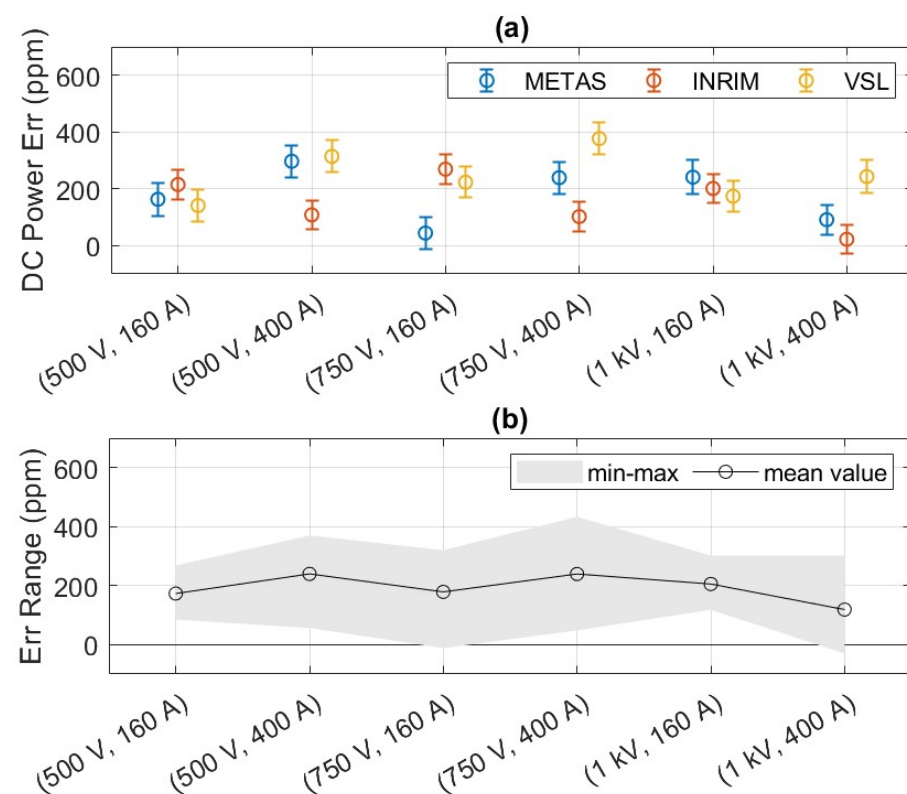 (a)
DC Power Err (ppm)
600
400
200
0
METAS INRIM VSL
(500 V, 160 A)
(500 V, 400 A)
(750 V, 160 A)
(750 V, 400 A)
(1 kV, 160 A)
(1 kV, 400 A)
(b)
Err Range (ppm)
600
400
200
0
min-max mean value
(500 V, 160 A)
(500 V, 400 A)
(750 V, 160 A)
(750 V, 400 A)
(1 kV, 160 A)
(1 kV, 400 A)